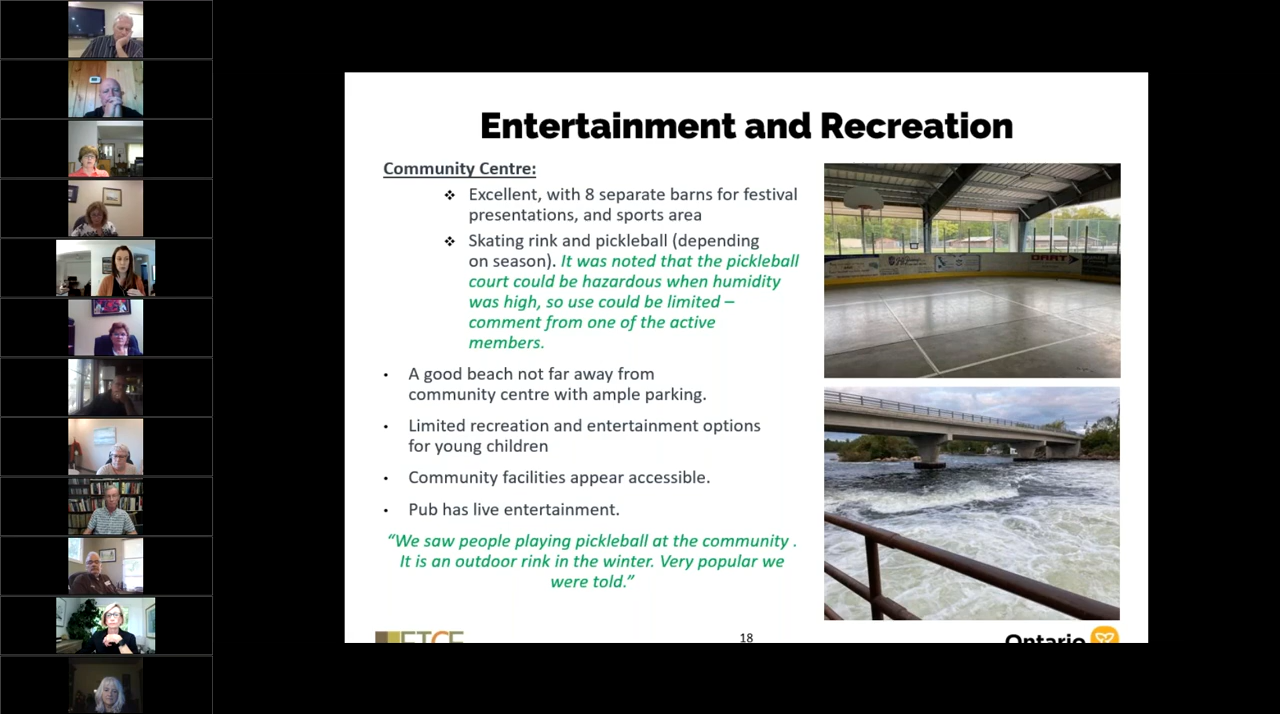 Entertainment and Recreation
Community Centre:
❖ Excellent, with 8 separate barns for festival
presentations, and sports area
❖ Skating rink and pickleball (depending
on season). It was noted that the pickleball
court could be hazardous when humidity
was high, so use could be limited –
comment from one of the active
members.
• A good beach not far away from
community centre with ample parking.
• Limited recreation and entertainment options
for young children
• Community facilities appear accessible.
• Pub has live entertainment.
“We saw people playing pickleball at the community .
It is an outdoor rink in the winter. Very popular we
were told.”
DART
18
Ontario